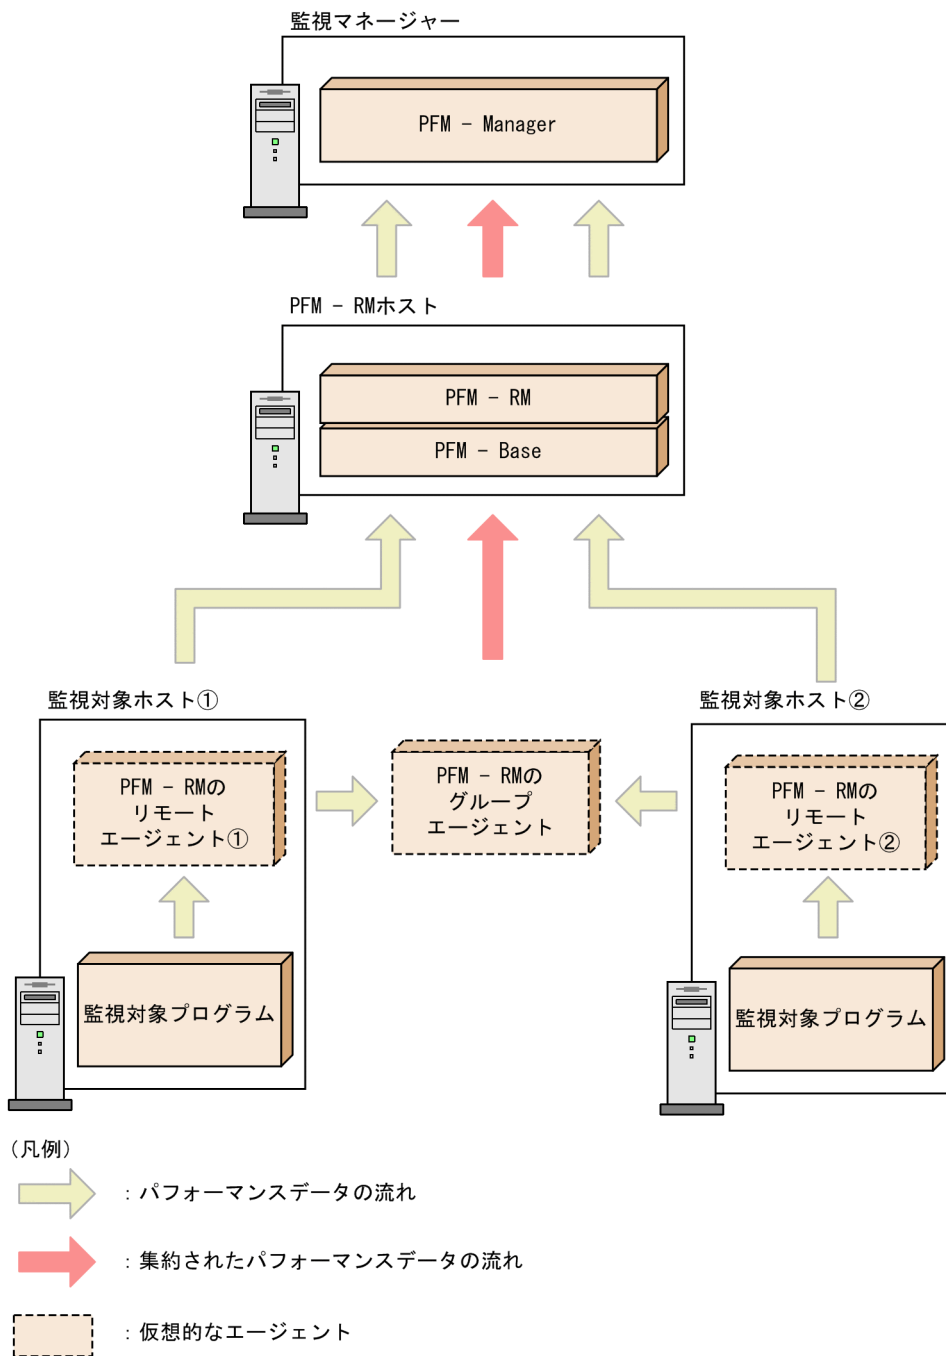 監視マネージャー
PFM - Manager
PFM - RMホスト
PFM - RM
PFM - Base
監視対象ホスト①
監視対象ホスト②
PFM - RMの
リモート
エージェント①
PFM - RMの
グループ
エージェント
PFM - RMの
リモート
エージェント②
監視対象プログラム
監視対象プログラム
(凡例)
：パフォーマンスデータの流れ
：集約されたパフォーマンスデータの流れ
：仮想的なエージェント